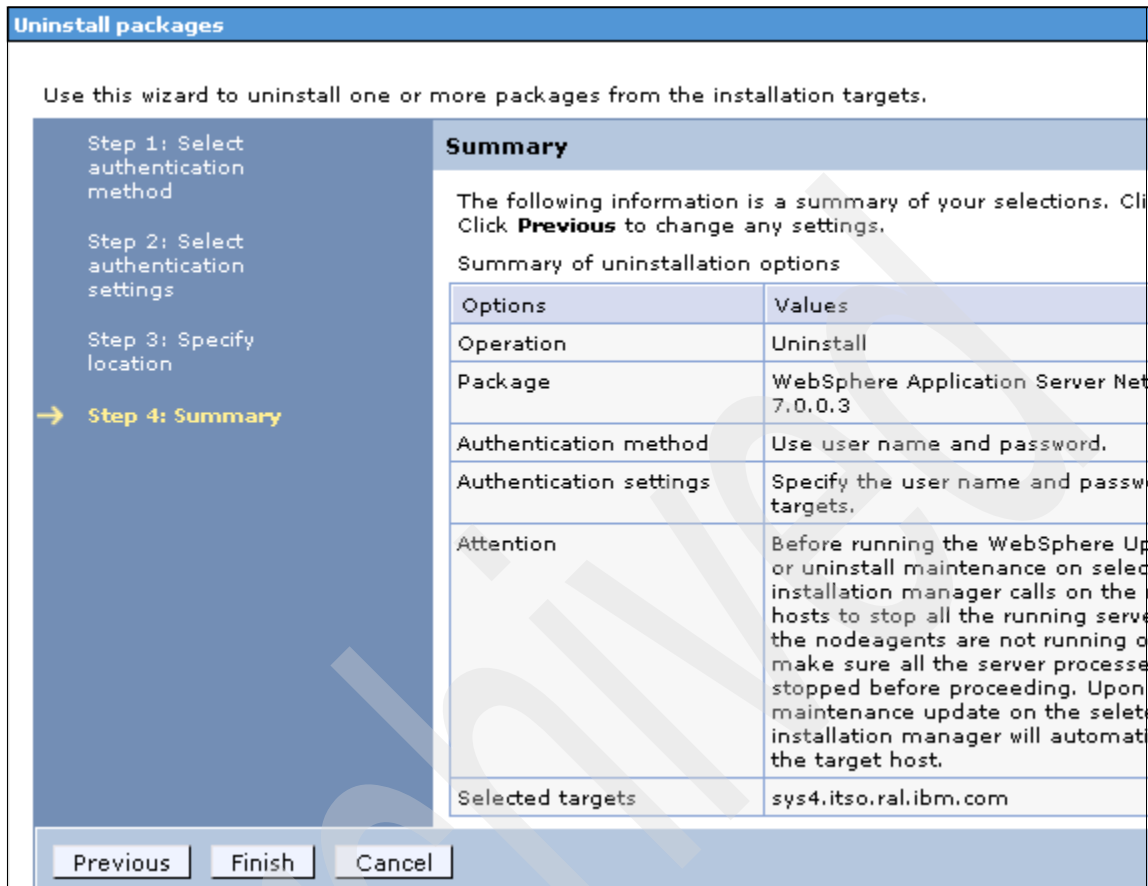 Uninstall packages
Use this wizard to uninstall one or more packages from the installation targets.
Step 1: Select
authentication
method
Step 2: Select
authentication
settings
Step 3: Specify
location
Step 4: Summary
Summary
The following information is a summary of your selections. Cli
Click Previous to change any settings.
Summary of uninstallation options
Options Values
Operation Uninstall
Package WebSphere Application Server Net
7.0.0.3
Authentication method Use user name and password.
Authentication settings Specify the user name and passw
targets.
Attention Before running the WebSphere Up
or uninstall maintenance on selec
installation manager calls on the
hosts to stop all the running serve
the nodeagents are not running o
make sure all the server processe
stopped before proceeding. Upon
maintenance update on the selet
installation manager will automati
the target host.
Selected targets sys4.itso.ral.ibm.com
Previous Finish Cancel